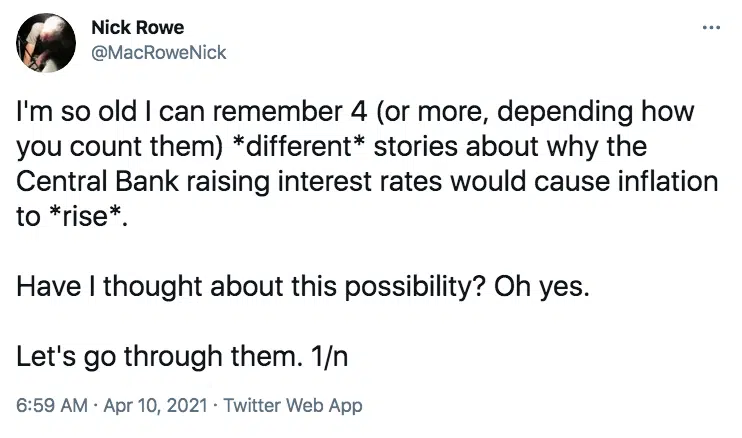 Nick Rowe
@MacRoweNick
...
I'm so old I can remember 4 (or more, depending how
you count them) *different* stories about why the
Central Bank raising interest rates would cause inflation
to *rise*.
Have I thought about this possibility? Oh yes.
Let's go through them. 1/n
6:59 AM · Apr 10, 2021 · Twitter Web App